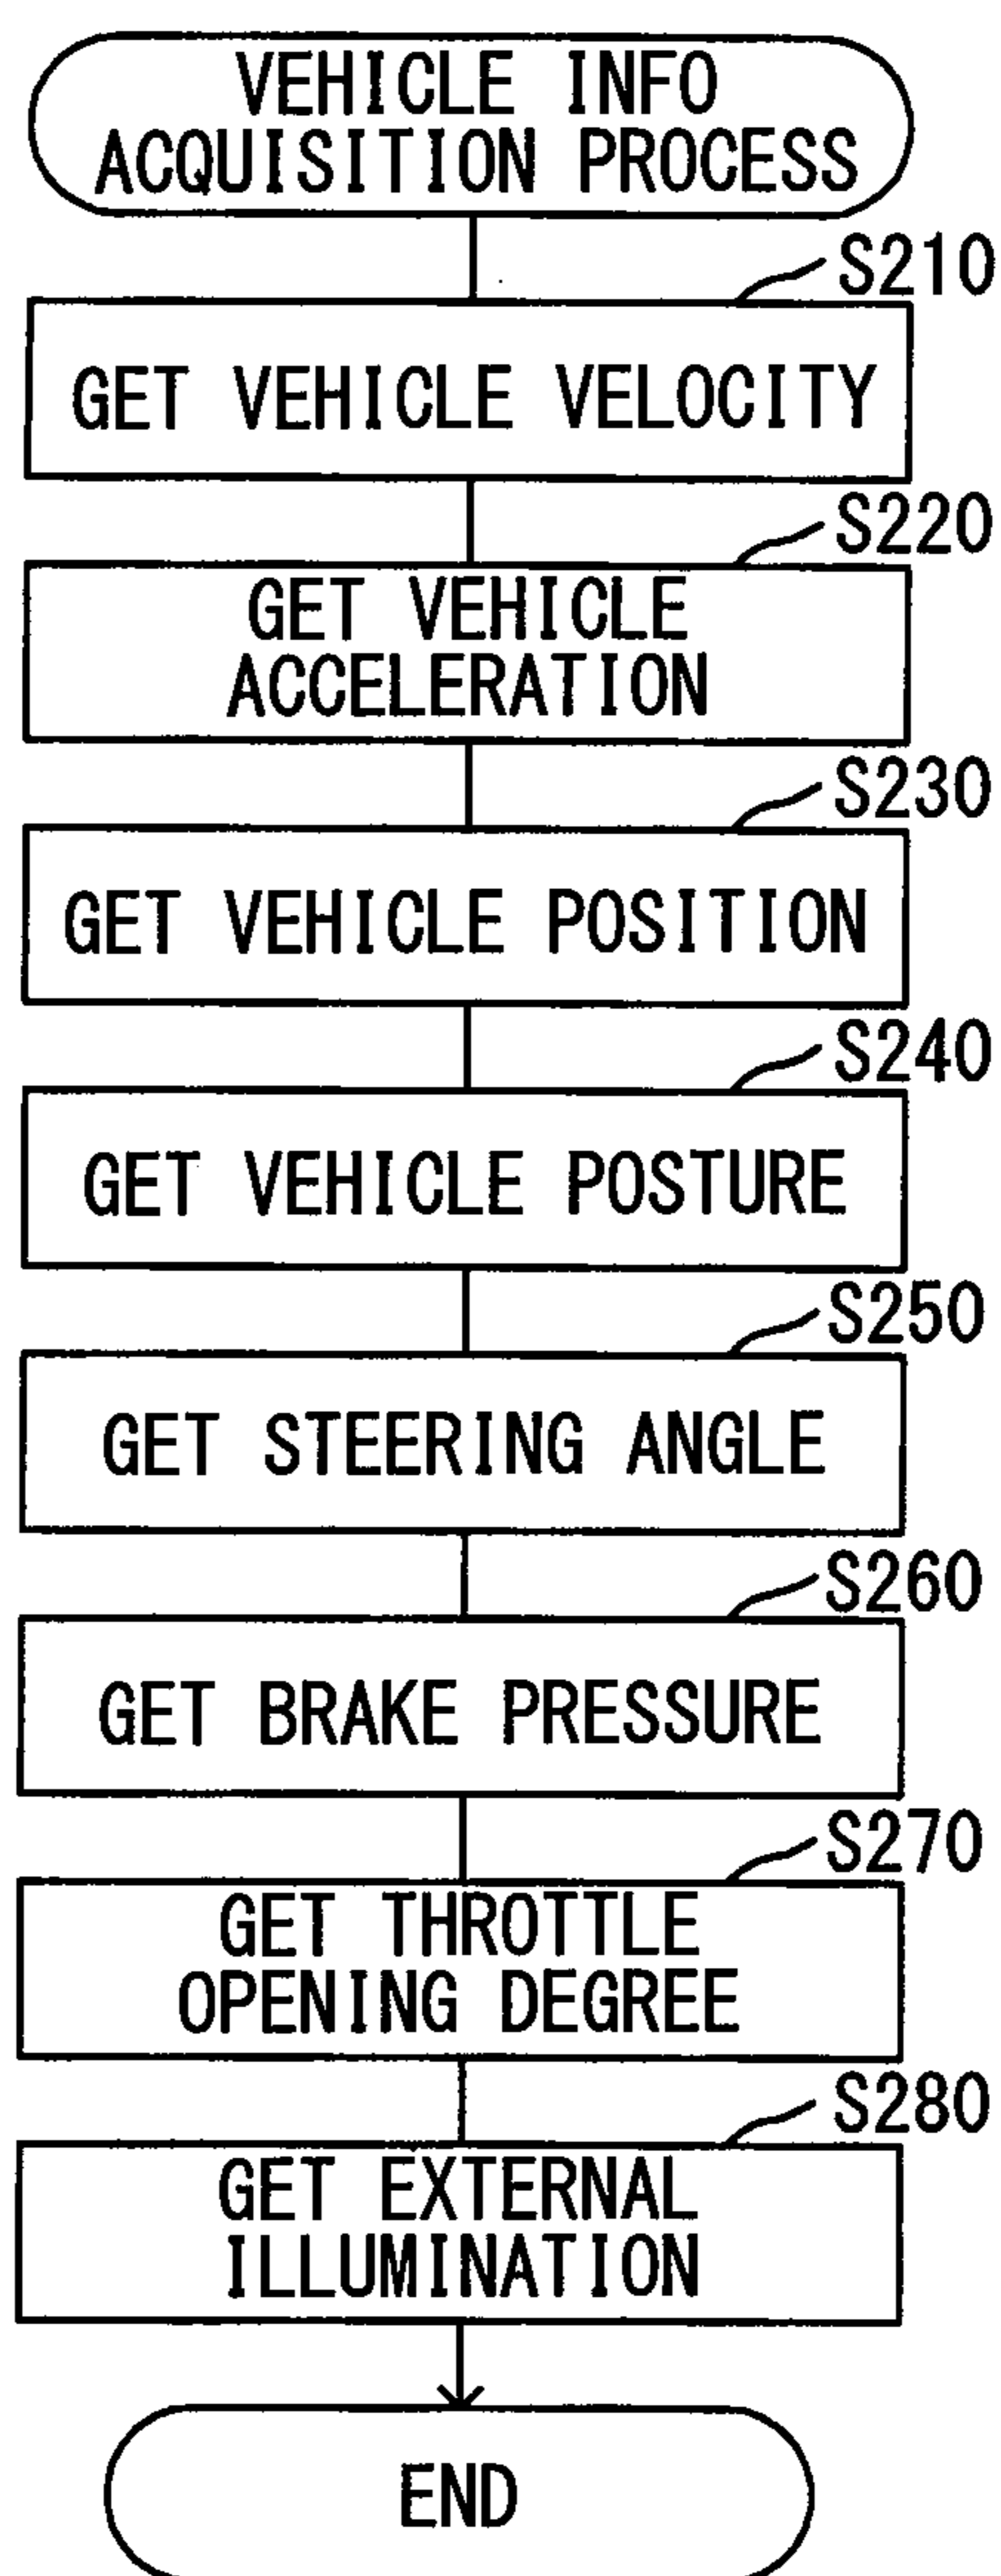 VEHICLE INFO
ACQUISITION PROCESS
S210
GET VEHICLE VELOCITY
S220
GET VEHICLE
ACCELERATION
S230
GET VEHICLE POSITION
S240
GET VEHICLE POSTURE
S250
GET STEERING ANGLE
S260
GET BRAKE PRESSURE
S270
GET THROTTLE
OPENING DEGREE
S280
GET EXTERNAL
ILLUMINATION
END